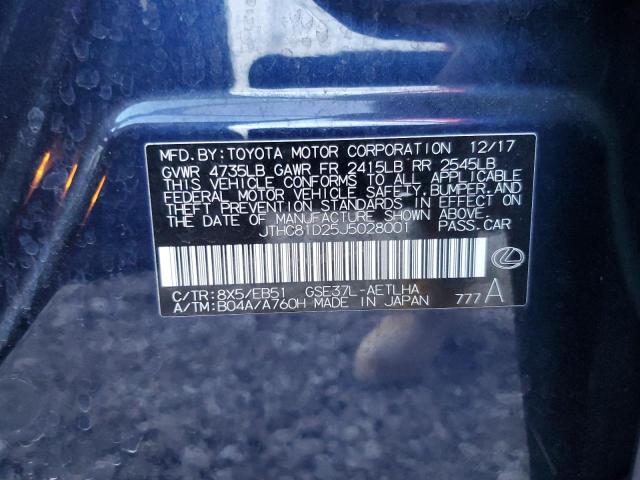 MFD.BY:TOYOTA MOTOR CORPORATION 12/17
GVWR 4735LB GAWR FR 2415LB RR 2545LB
THIS VEHICLE CONFORMS TO ALL APPLICABLE
FEDERAL MOTOR VEHICLE SAFETY,BUMPER,AND
THEFT PREVENTION STANDARDS IN EFFECT ON
THE DATE OF MANUFACTURE SHOWN ABOVE.
JTHC81D25J5028001 PASS.CAR
C/TR:8X5/EB51 GSE37L-AETLHA
A/TM:B04A/A760H MADE IN JAPAN 777A